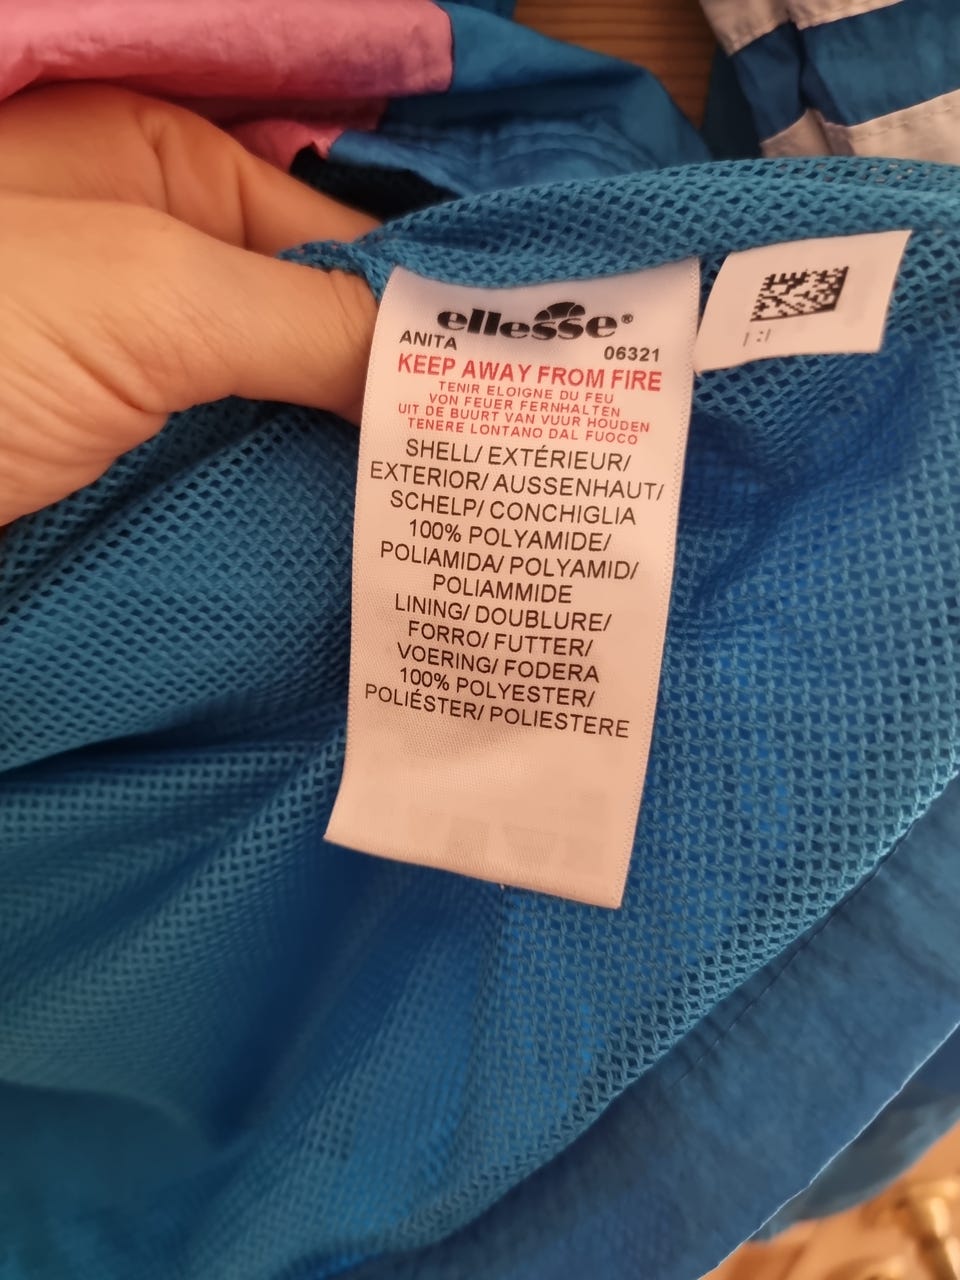 ellesse®
ANITA 06321
KEEP AWAY FROM FIRE
TENIR ELOIGNE DU FEU
VON FEUER FERNHALTEN
UIT DE BUURT VAN VUUR HOUDEN
TENERE LONTANO DAL FUOCO
SHELL/ EXTÉRIEUR/
EXTERIOR/ AUSSENHAUT/
SCHELP/ CONCHIGLIA
100% POLYAMIDE/
POLIAMIDA/ POLYAMID/
POLIAMMIDE
LINING/ DOUBLURE/
FORRO/ FUTTER/
VOERING/ FODERA
100% POLYESTER/
POLIÉSTER/ POLIESTERE